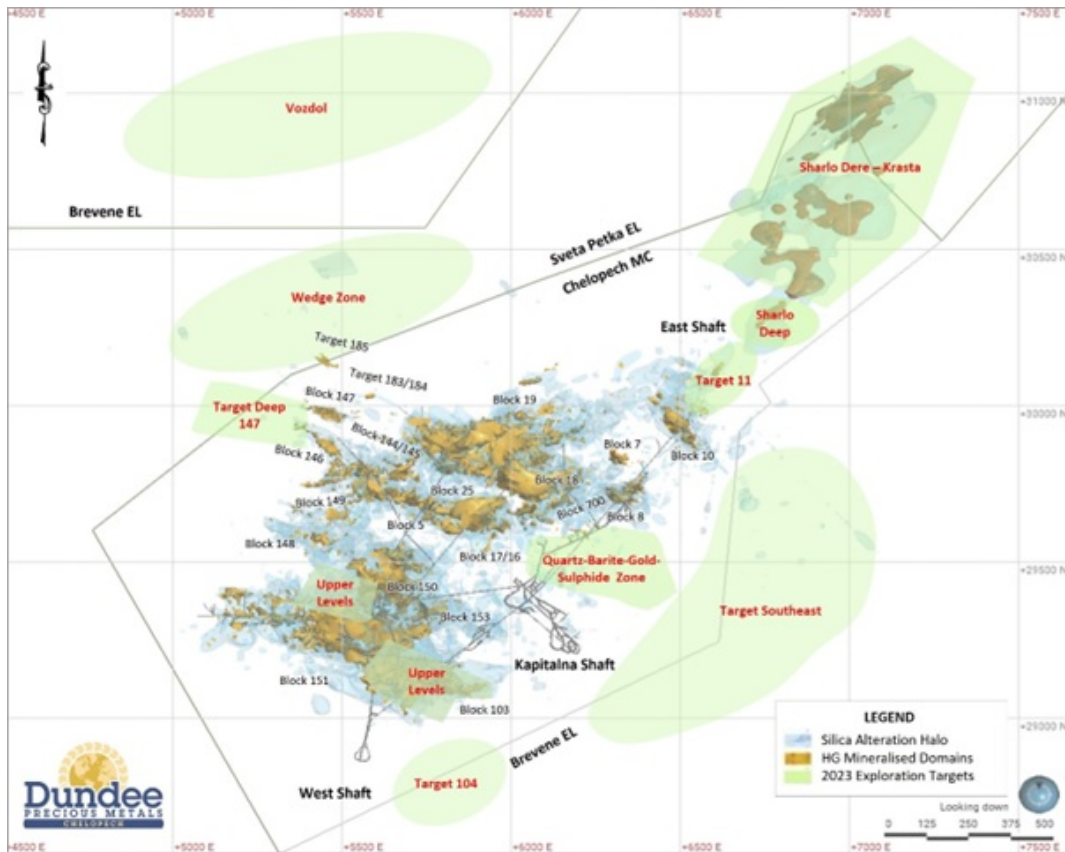 +4500 E
+5000 E
+5500 E
+6000 E
+6500 E
+7000 E
+7500 E
Vozdol
+31000 N
Sharlo Dere – Krasta
Brevene EL
Sveta Petka EL
Chelopech MC
+30500 N
Wedge Zone
East Shaft
Sharlo
Deep
Target 185
Target 183/184
Target 11
Block 147
Block 19
Target Deep
147
+30000 N
Block 144/145
Block 7
Block 146
Block 10
Block 25
Block 18
Block 149
Block 700
Block 8
Block 5
Block 148
Block 17/16
Quartz-Barite-Gold-
Sulphide Zone
+29500 N
Upper
Levels
Block 150
Block 153
Target Southeast
Kapitalna Shaft
Block 151
Upper
Levels
Block 103
+29000 N
Brevene EL
LEGEND
Silica Alteration Halo
HG Mineralised Domains
2023 Exploration Targets
Target 104
West Shaft
Dundee
PRECIOUS METALS
CHELOPECH
Looking down
0 125 250 375 500
+4500 E
+5000 E
+5500 E
+6000 E
+6500 E
+7000 E
+7500 E